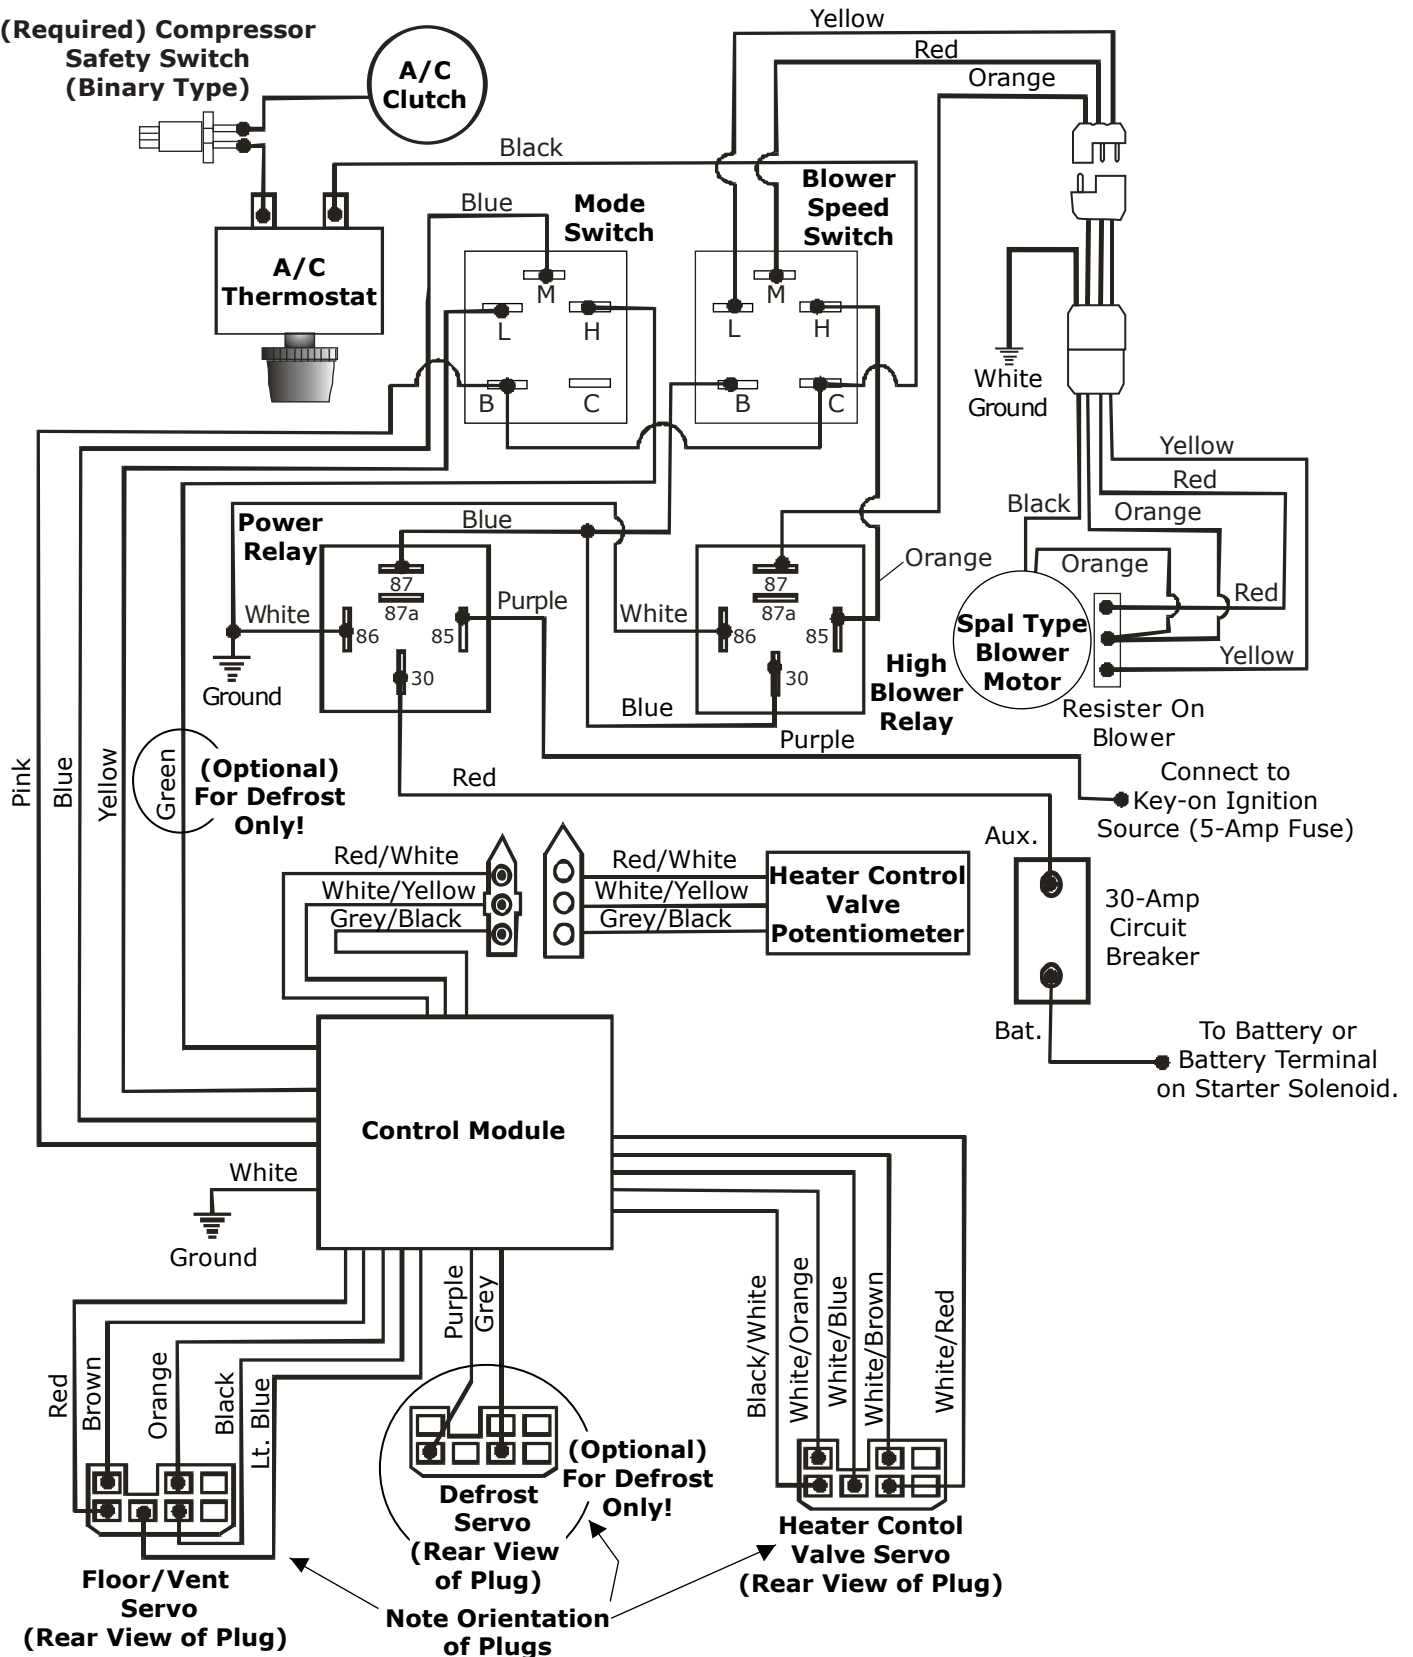 (Required) Compressor
Safety Switch
(Binary Type)
A/C
Clutch
Yellow
Red
Orange
Black
Blue
Mode
Switch
Blower
Speed
Switch
A/C
Thermostat
M
L
H
B
C
M
L
H
B
C
White
Ground
Yellow
Red
Black
Orange
Orange
Red
Yellow
Spal Type
Blower
Motor
Resister On
Blower
Power
Relay
Blue
87
87a
86
85
30
White
Purple
Ground
White
87
87a
86
85
30
Orange
High
Blower
Relay
Blue
Purple
Red
Connect to
Key-on Ignition
Source (5-Amp Fuse)
Pink
Blue
Yellow
Green
(Optional)
For Defrost
Only!
Aux.
30-Amp
Circuit
Breaker
Bat.
To Battery or
Battery Terminal
on Starter Solenoid.
Red/White
White/Yellow
Grey/Black
Red/White
White/Yellow
Grey/Black
Heater Control
Valve
Potentiometer
Control Module
White
Ground
Red
Brown
Orange
Black
Lt. Blue
Purple
Grey
Black/White
White/Orange
White/Blue
White/Brown
White/Red
Floor/Vent
Servo
(Rear View of Plug)
Defrost
Servo
(Rear View
of Plug)
(Optional)
For Defrost
Only!
Heater Contol
Valve Servo
(Rear View of Plug)
Note Orientation
of Plugs